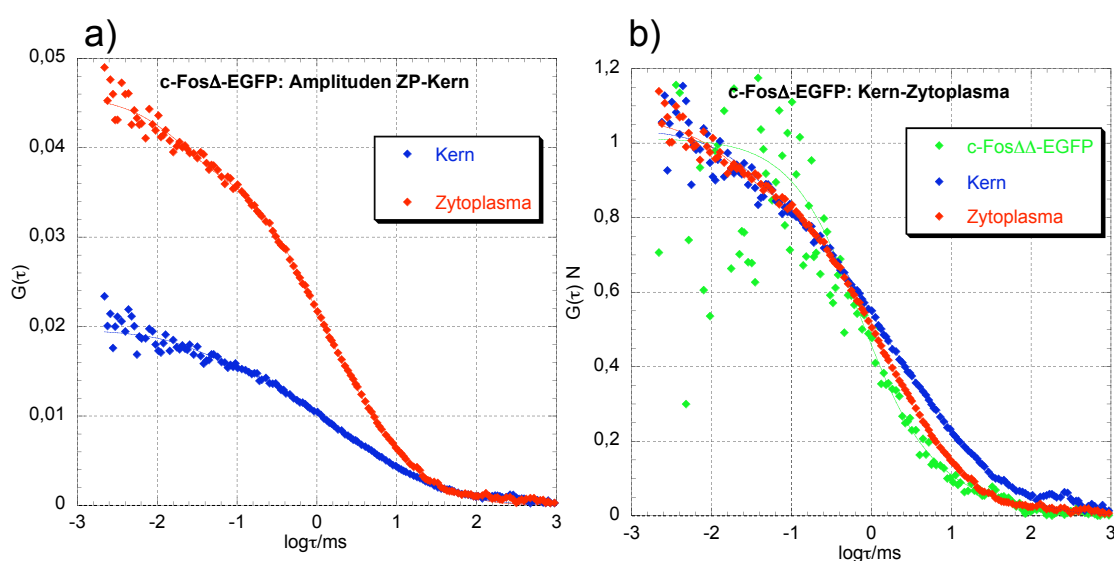 a)
c-FosΔ-EGFP: Amplituden ZP-Kern
Kern
Zytoplasma
0,05
0,04
0,03
0,02
0,01
0
G(τ)
-3 -2 -1 0 1 2 3
logτ/ms
b)
c-FosΔ-EGFP: Kern-Zytoplasma
c-FosΔΔ-EGFP
Kern
Zytoplasma
1,2
1
0,8
0,6
0,4
0,2
0
G(τ) N
-3 -2 -1 0 1 2 3
logτ/ms